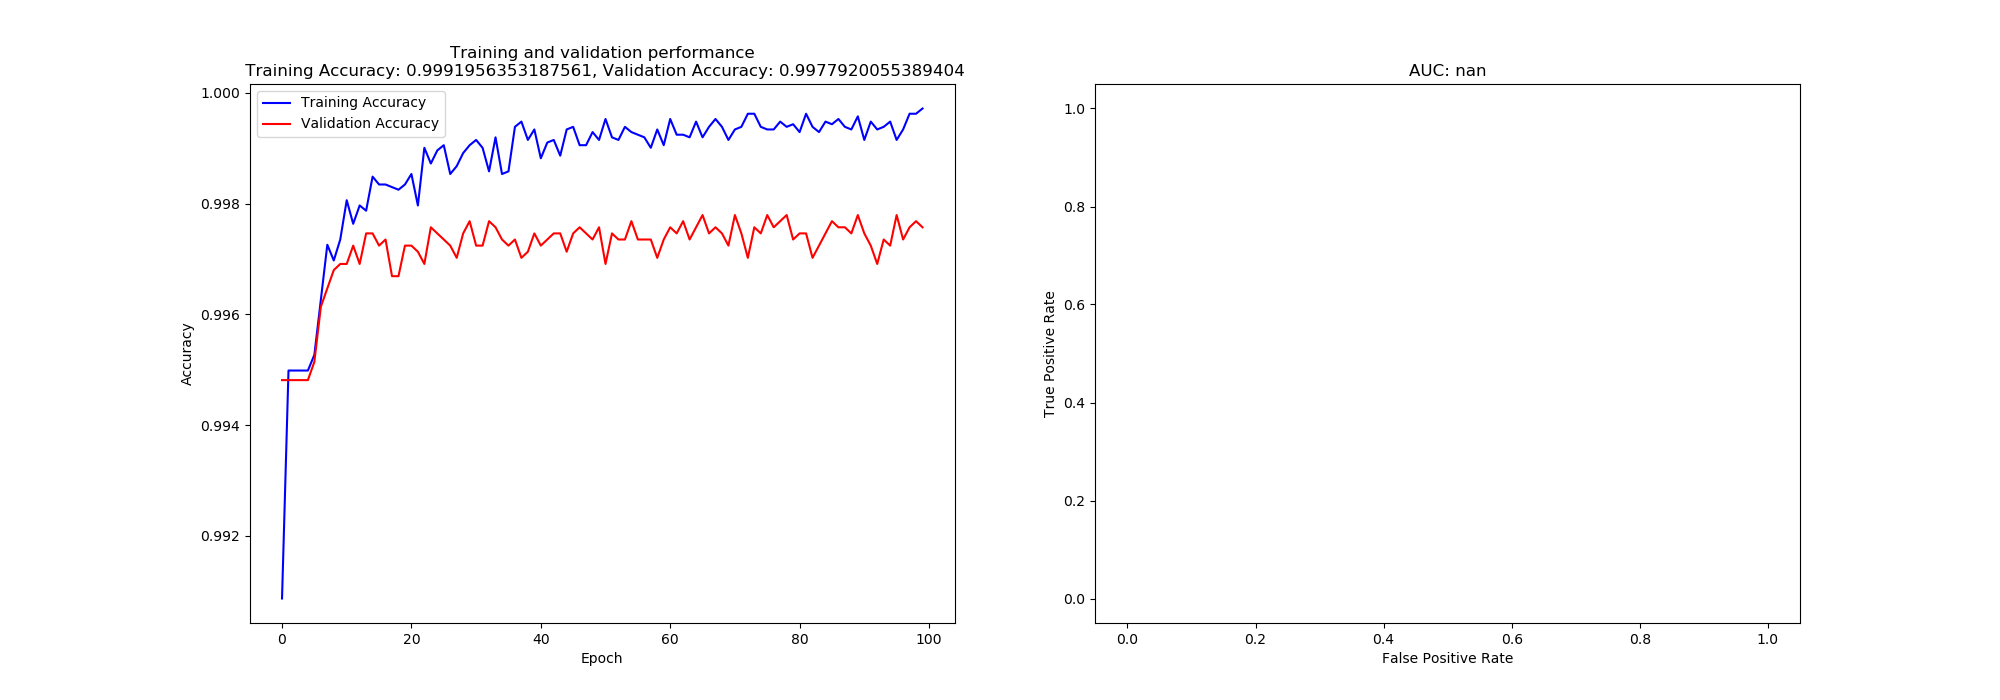 Training and validation performance
Training Accuracy: 0.9991956353187561, Validation Accuracy: 0.9977920055389404
Training Accuracy
Validation Accuracy
1.000
0.998
0.996
0.994
0.992
Accuracy
0
20
40
60
80
100
Epoch
AUC: nan
1.0
0.8
0.6
0.4
0.2
0.0
True Positive Rate
0.0
0.2
0.4
0.6
0.8
1.0
False Positive Rate